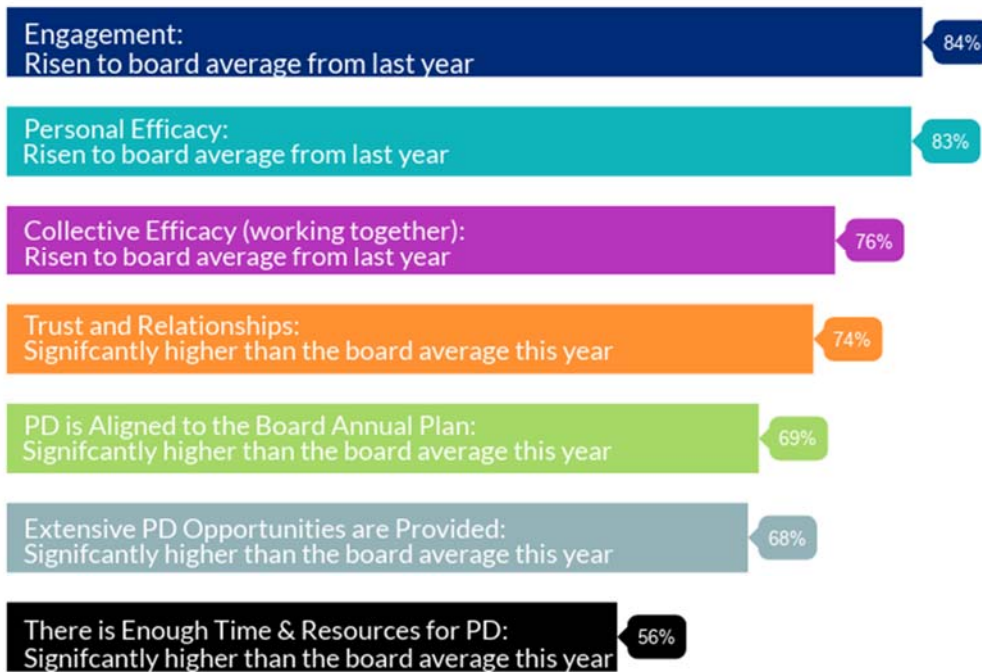 Engagement:
Risen to board average from last year
84%
Personal Efficacy:
Risen to board average from last year
83%
Collective Efficacy (working together):
Risen to board average from last year
76%
Trust and Relationships:
Signifcantly higher than the board average this year
74%
PD is Aligned to the Board Annual Plan:
Signifcantly higher than the board average this year
69%
Extensive PD Opportunities are Provided:
Signifcantly higher than the board average this year
68%
There is Enough Time & Resources for PD:
Signifcantly higher than the board average this year
56%